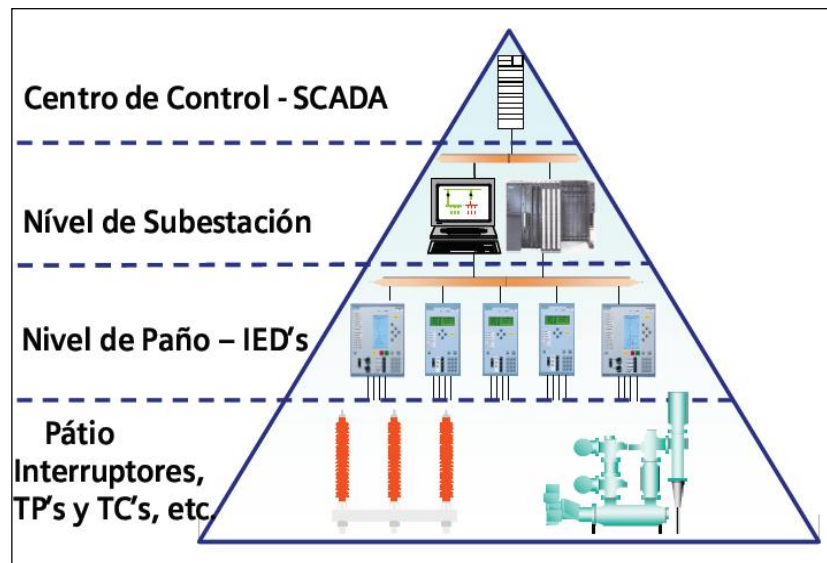 Centro de Control - SCADA
Nível de Subestación
Nivel de Paño – IED's
Pátio
Interruptores,
TP's y TC's, etc.